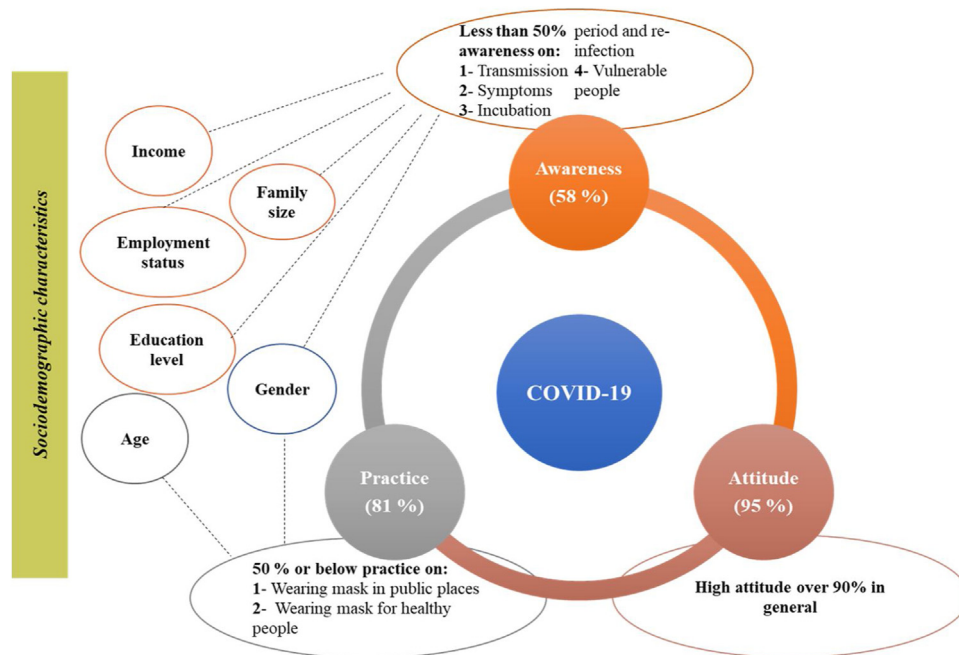 Less than 50%
awareness on:
1- Transmission
2- Symptoms
3- Incubation
period and re-
infection
4- Vulnerable
people
Awareness
(58 %)
Income
Family
size
Employment
status
Education
level
Gender
Age
Sociodemographic characteristics
COVID-19
Practice
(81 %)
Attitude
(95 %)
50 % or below practice on:
1- Wearing mask in public places
2- Wearing mask for healthy
people
High attitude over 90% in
general